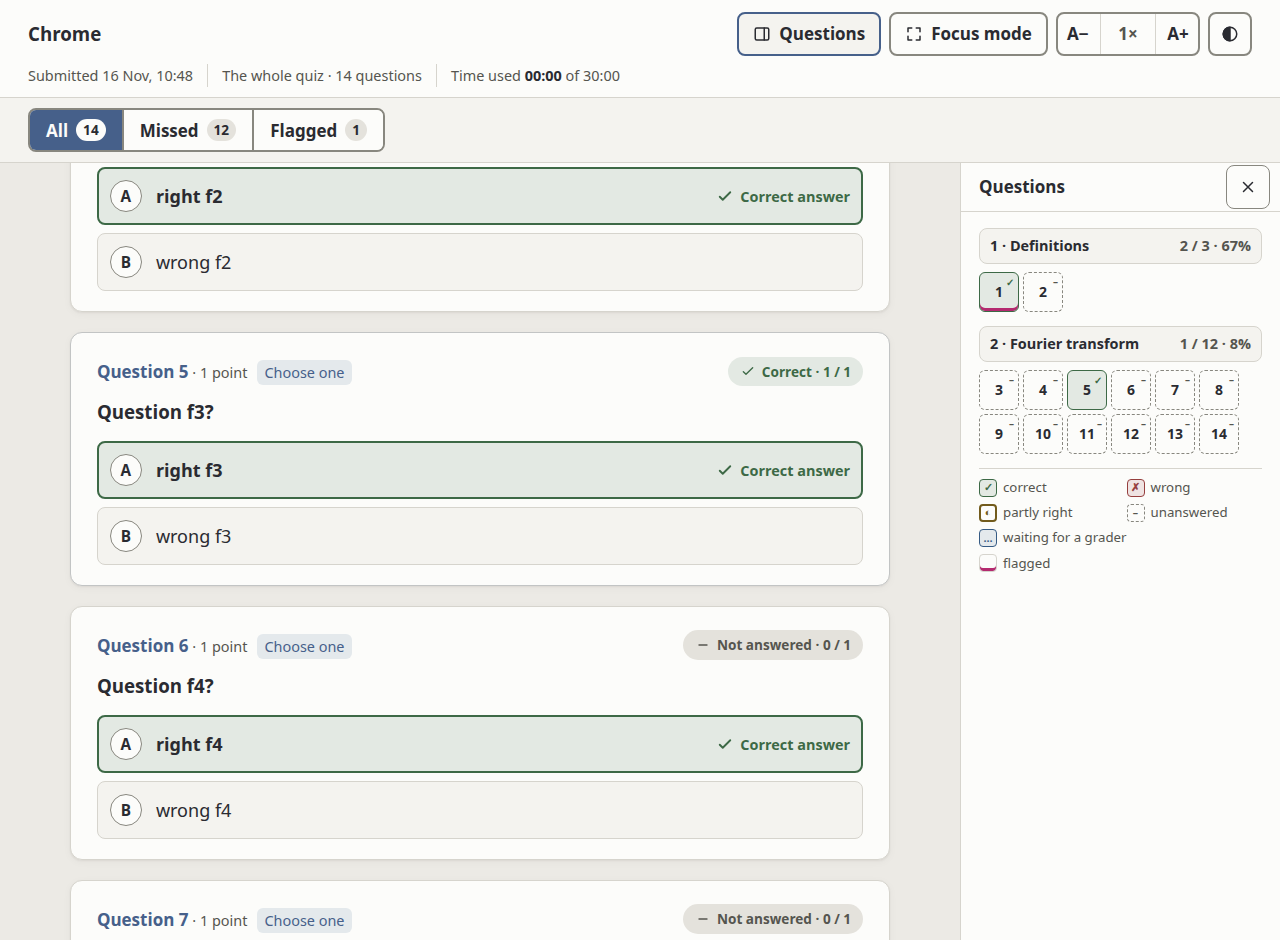 Chrome
Questions
Focus mode
A−
1×
A+
Submitted 16 Nov, 10:48
The whole quiz · 14 questions
Time used 00:00 of 30:00
All 14
Missed 12
Flagged 1
A right f2
✓ Correct answer
B wrong f2
Question 5 · 1 point Choose one
✓ Correct · 1 / 1
Question f3?
A right f3
✓ Correct answer
B wrong f3
Question 6 · 1 point Choose one
– Not answered · 0 / 1
Question f4?
A right f4
✓ Correct answer
B wrong f4
Question 7 · 1 point Choose one
– Not answered · 0 / 1
Questions
1 · Definitions 2 / 3 · 67%
1 ✓ 2 –
2 · Fourier transform 1 / 12 · 8%
3 – 4 – 5 ✓ 6 – 7 – 8 –
9 – 10 – 11 – 12 – 13 – 14 –
✓ correct
✗ wrong
partly right
– unanswered
… waiting for a grader
flagged